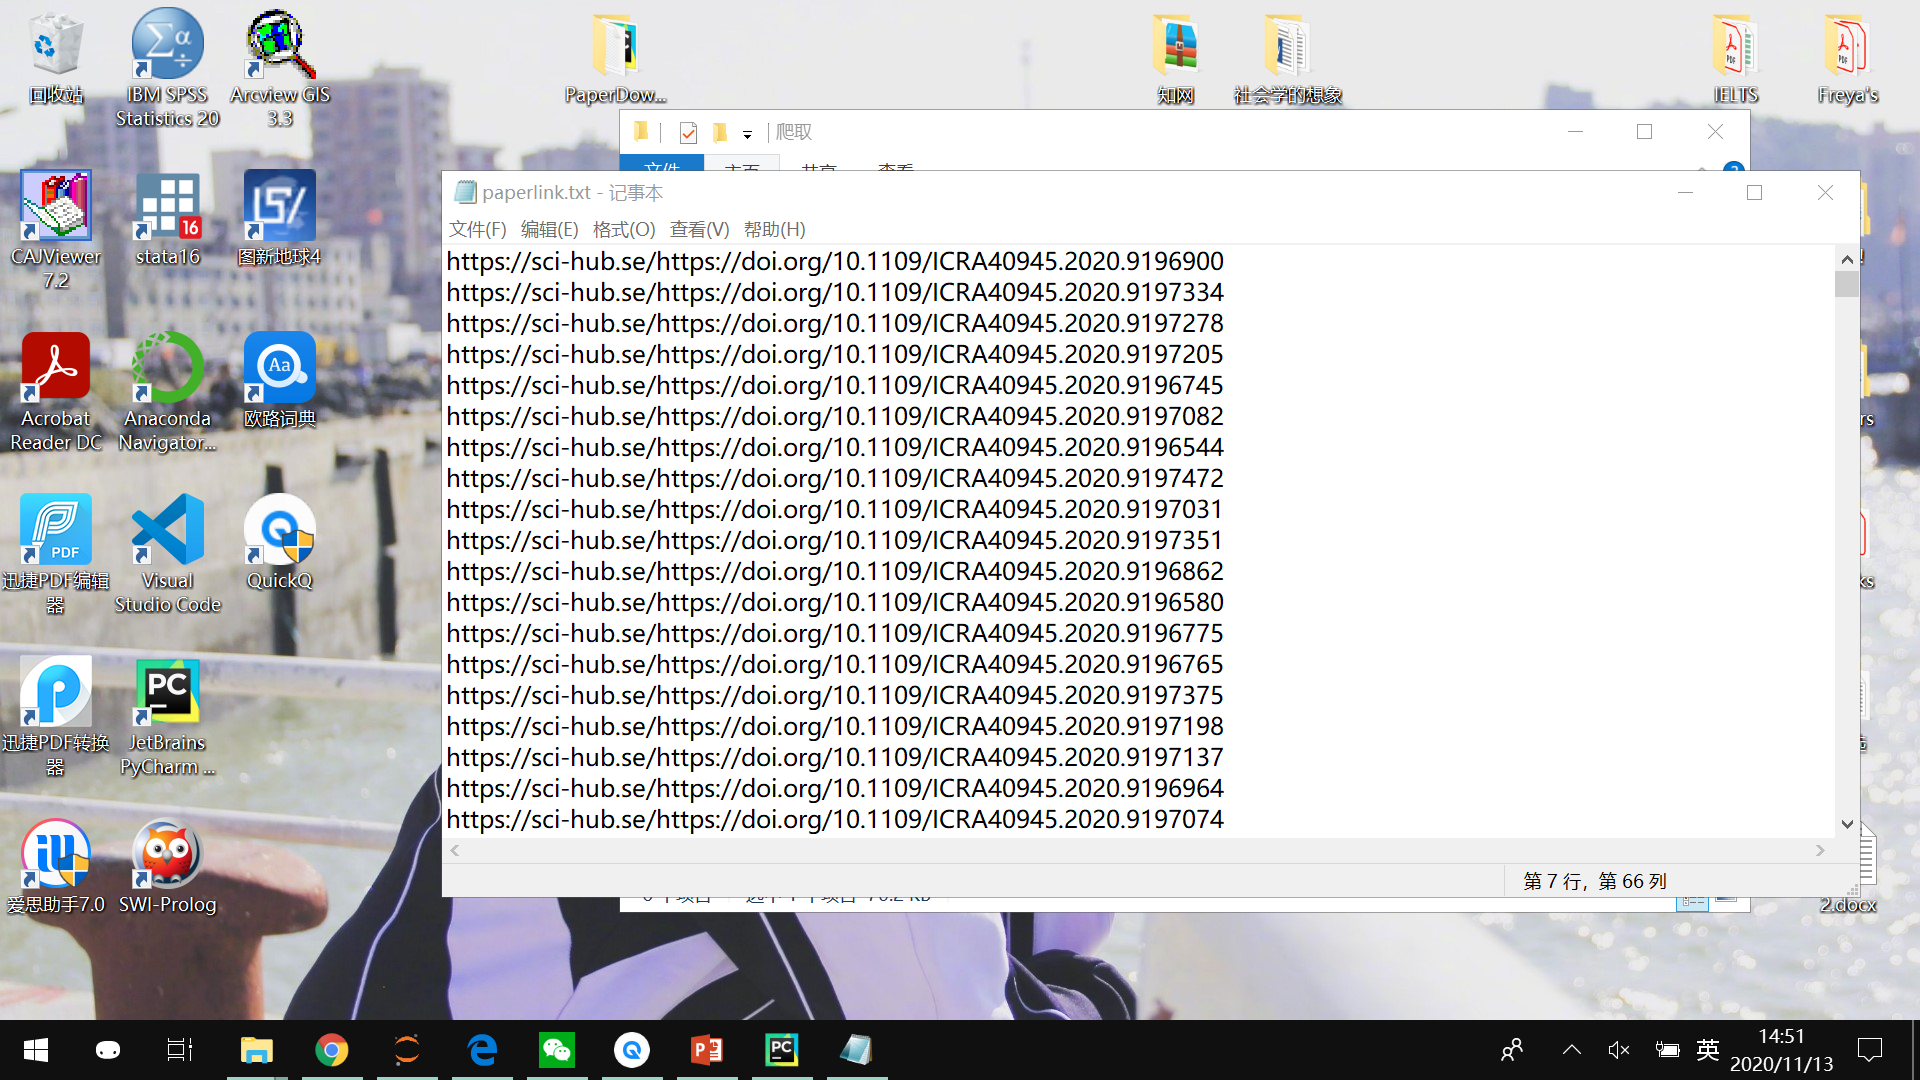 回收站
IBM SPSS
Statistics 20
Arcview GIS
3.3
PaperDow...
知网
社会学的想象
IELTS
Freya's
CAJViewer
7.2
stata16
图新地球4
Acrobat
Reader DC
Anaconda
Navigator...
欧路词典
迅捷PDF编辑
器
Visual
Studio Code
QuickQ
迅捷PDF转换
器
JetBrains
PyCharm ...
爱思助手7.0
SWI-Prolog
爬取
文件
主页
共享
查看
paperlink.txt - 记事本
文件(F) 编辑(E) 格式(O) 查看(V) 帮助(H)
https://sci-hub.se/https://doi.org/10.1109/ICRA40945.2020.9196900
https://sci-hub.se/https://doi.org/10.1109/ICRA40945.2020.9197334
https://sci-hub.se/https://doi.org/10.1109/ICRA40945.2020.9197278
https://sci-hub.se/https://doi.org/10.1109/ICRA40945.2020.9197205
https://sci-hub.se/https://doi.org/10.1109/ICRA40945.2020.9196745
https://sci-hub.se/https://doi.org/10.1109/ICRA40945.2020.9197082
https://sci-hub.se/https://doi.org/10.1109/ICRA40945.2020.9196544
https://sci-hub.se/https://doi.org/10.1109/ICRA40945.2020.9197472
https://sci-hub.se/https://doi.org/10.1109/ICRA40945.2020.9197031
https://sci-hub.se/https://doi.org/10.1109/ICRA40945.2020.9197351
https://sci-hub.se/https://doi.org/10.1109/ICRA40945.2020.9196862
https://sci-hub.se/https://doi.org/10.1109/ICRA40945.2020.9196580
https://sci-hub.se/https://doi.org/10.1109/ICRA40945.2020.9196775
https://sci-hub.se/https://doi.org/10.1109/ICRA40945.2020.9196765
https://sci-hub.se/https://doi.org/10.1109/ICRA40945.2020.9197375
https://sci-hub.se/https://doi.org/10.1109/ICRA40945.2020.9197198
https://sci-hub.se/https://doi.org/10.1109/ICRA40945.2020.9197137
https://sci-hub.se/https://doi.org/10.1109/ICRA40945.2020.9196964
https://sci-hub.se/https://doi.org/10.1109/ICRA40945.2020.9197074
第 7 行，第 66 列
2.docx
英
14:51
2020/11/13